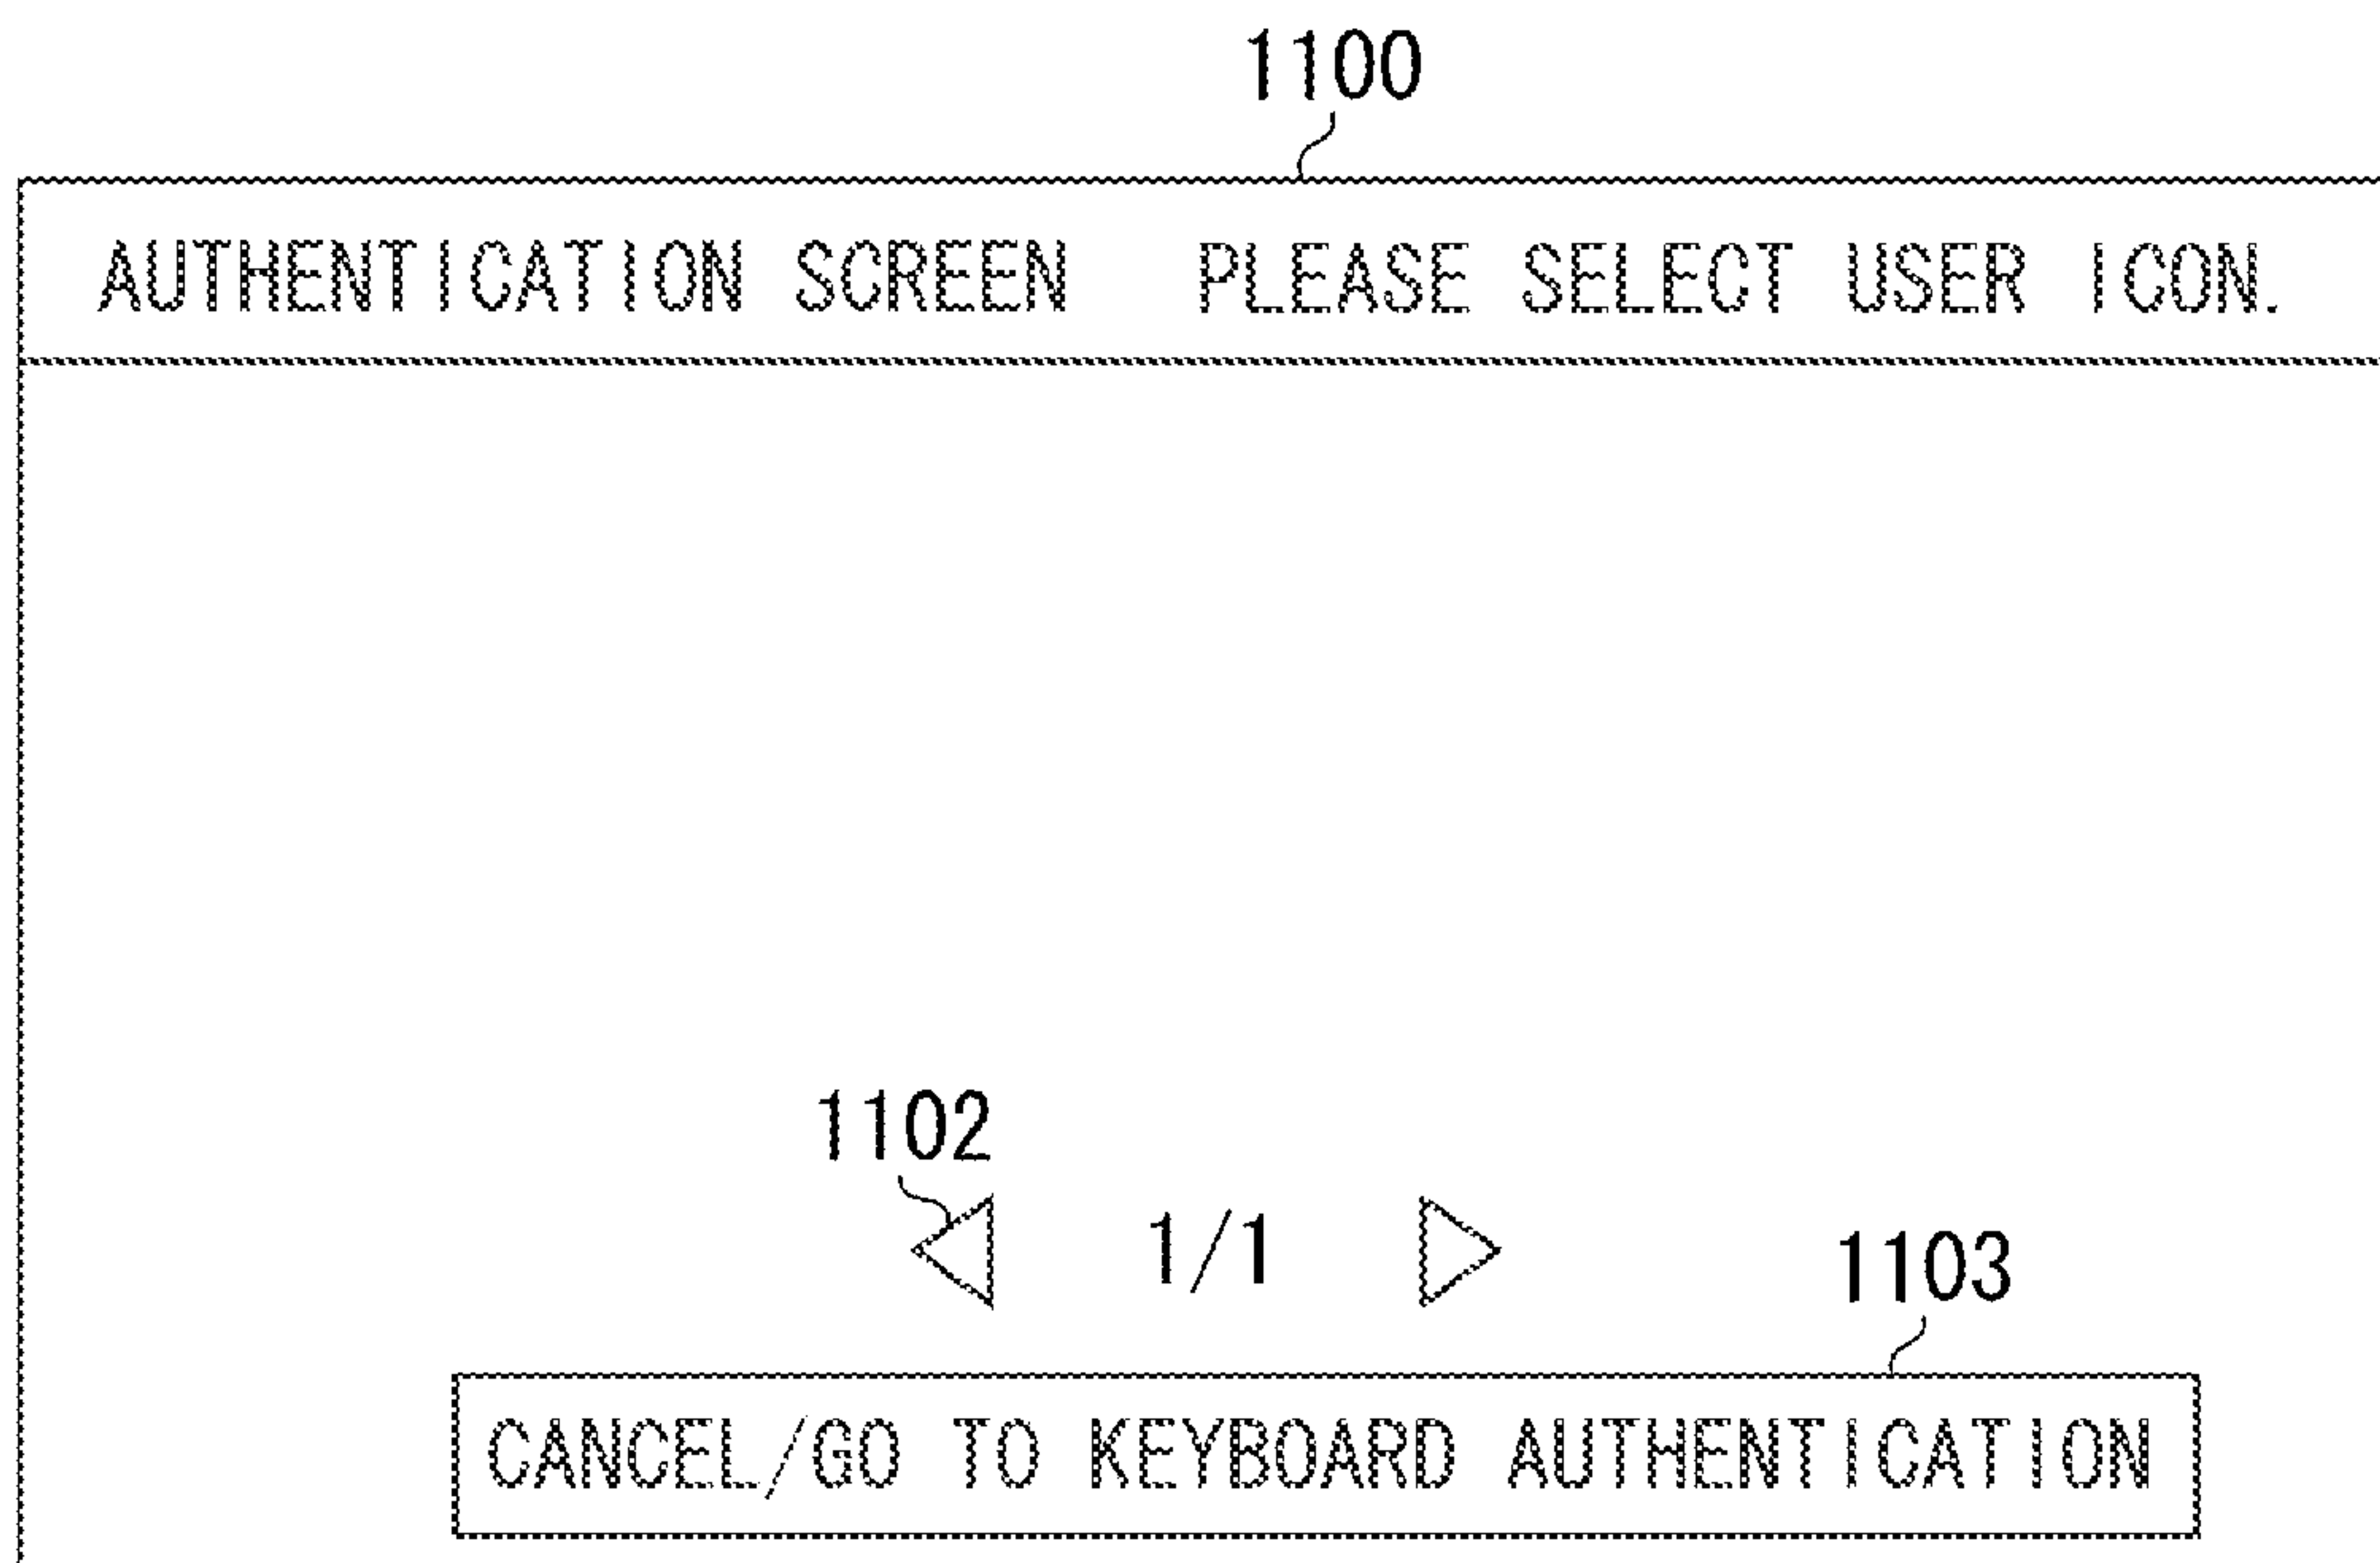 1100
AUTHENTICATION SCREEN PLEASE SELECT USER ICON.
1102
1/1
1103
CANCEL/GO TO KEYBOARD AUTHENTICATION